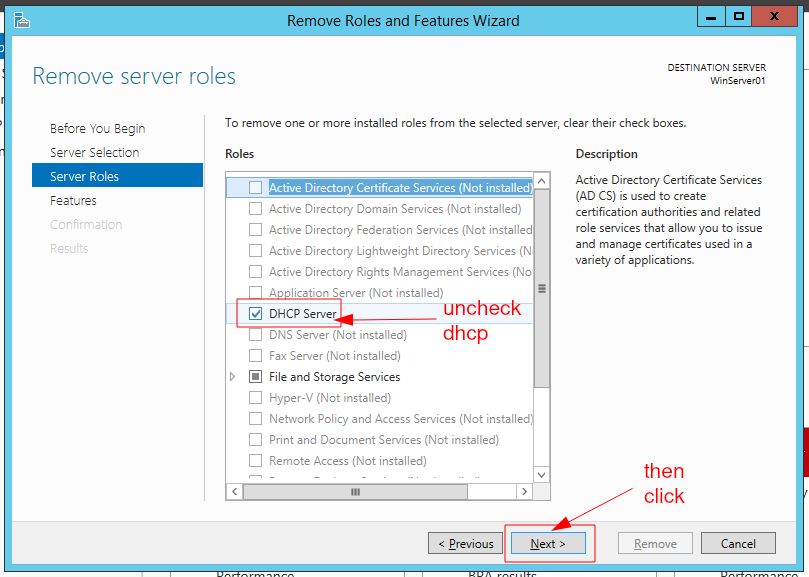 Remove Roles and Features Wizard
Remove server roles
DESTINATION SERVER
WinServer01
Before You Begin
Server Selection
Server Roles
Features
Confirmation
Results
To remove one or more installed roles from the selected server, clear their check boxes.
Roles
Active Directory Certificate Services (Not installed)
Active Directory Domain Services (Not installed)
Active Directory Federation Services (Not installed
Active Directory Lightweight Directory Services (N
Active Directory Rights Management Services (No
Application Server (Not installed)
DHCP Server
DNS Server (Not installed)
Fax Server (Not installed)
File and Storage Services
Hyper-V (Not installed)
Network Policy and Access Services (Not installed)
Print and Document Services (Not installed)
Remote Access (Not installed)
uncheck
dhcp
Description
Active Directory Certificate Services
(AD CS) is used to create
certification authorities and related
role services that allow you to issue
and manage certificates used in a
variety of applications.
then
click
< Previous
Next >
Remove
Cancel
Performance
BPA results
Performance